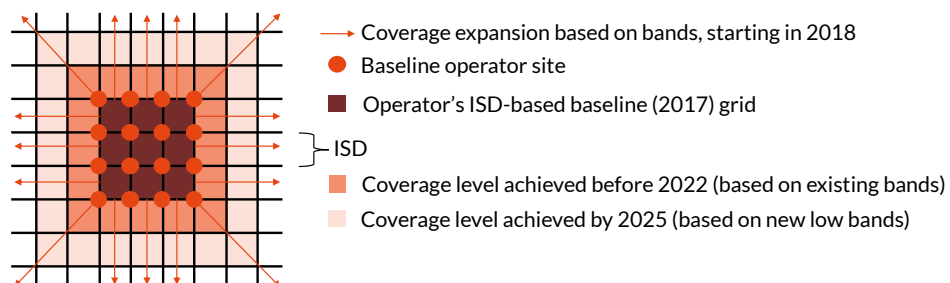 Coverage expansion based on bands, starting in 2018
Baseline operator site
Operator’s ISD-based baseline (2017) grid
ISD
Coverage level achieved before 2022 (based on existing bands)
Coverage level achieved by 2025 (based on new low bands)